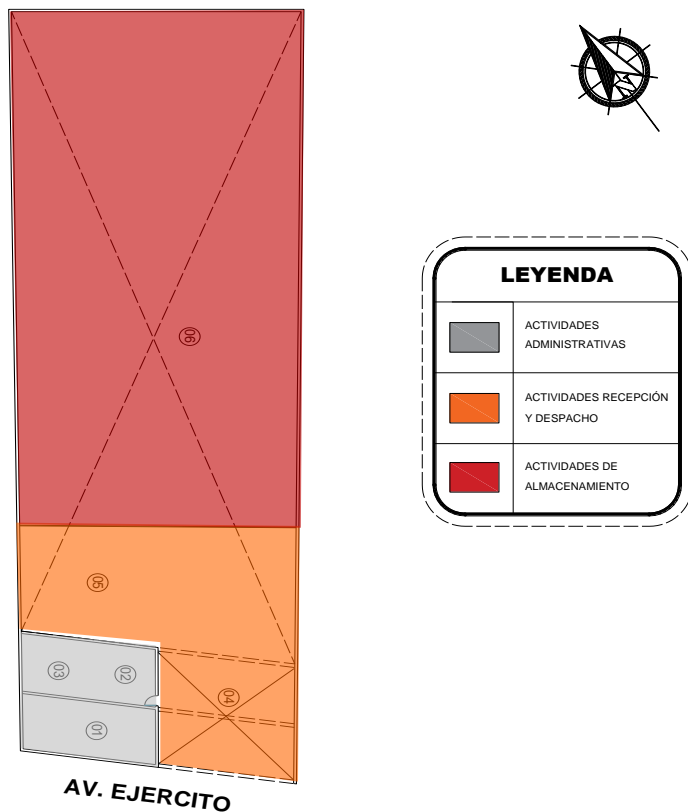 06
05
04
03
02
01
AV. EJERCITO
N
LEYENDA
ACTIVIDADES
ADMINISTRATIVAS
ACTIVIDADES RECEPCIÓN
Y DESPACHO
ACTIVIDADES DE
ALMACENAMIENTO